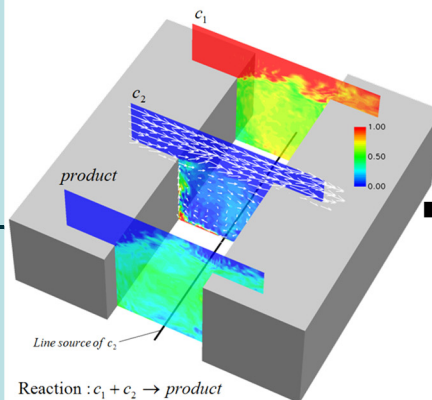 c₁
c₂
product
1.00
0.50
0.00
Line source of c₂
Reaction : c₁ + c₂ → product